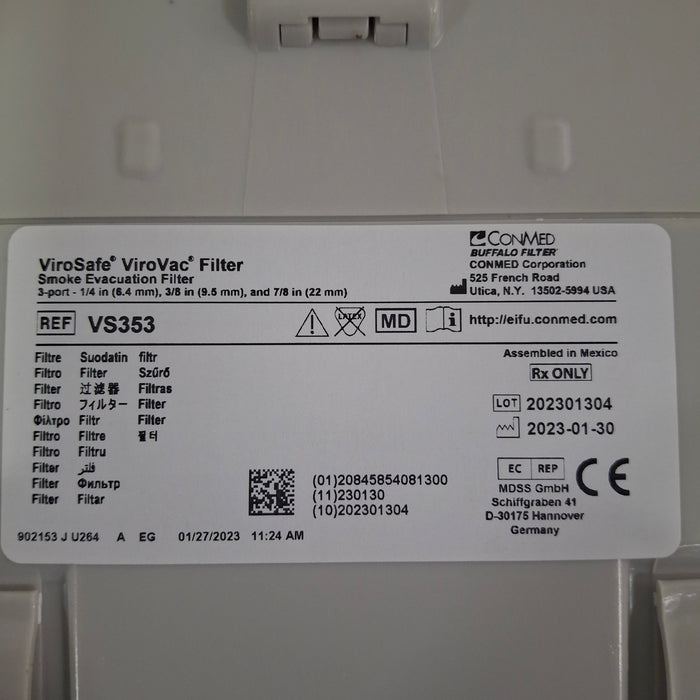 CONMED
BUFFALO FILTER
ViroSafe® ViroVac® Filter
Smoke Evacuation Filter
3-port - 1/4 in (6.4 mm), 3/8 in (9.5 mm), and 7/8 in (22 mm)
CONMED Corporation
525 French Road
Utica, N.Y. 13502-5994 USA
REF VS353
LATEX
MD
http://eifu.conmed.com
Assembled in Mexico
Rx ONLY
LOT 202301304
2023-01-30
Filtre Suodatin filtr
Filtro Filter Szűrő
Filter 过滤器 Filtras
Filtro フィルター Filter
Φίλτρο Filtr Filter
Filtro Filtre 필터
Filtro Filtru
Filter فلتر
Filter Фильтр
Filter Filtar
(01)20845854081300
(11)230130
(10)202301304
EC REP
CE
MDSS GmbH
Schiffgraben 41
D-30175 Hannover
Germany
902153 J U264 A EG 01/27/2023 11:24 AM